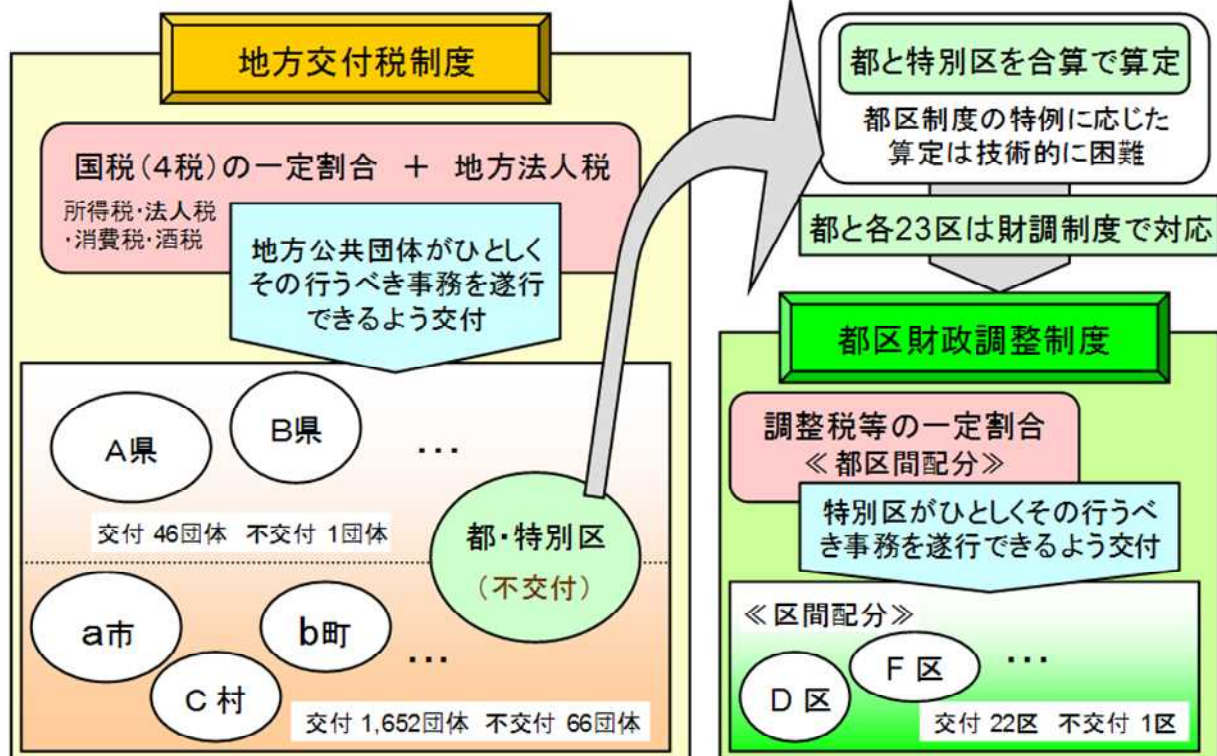 地方交付税制度
国税(4税)の一定割合 + 地方法人税
所得税・法人税
・消費税・酒税
地方公共団体がひとしく
その行うべき事務を遂行
できるよう交付
A県
B県
…
交付 46団体 不交付 1団体
都・特別区
(不交付)
a市
b町
…
C 村
交付 1,652団体 不交付 66団体
都と特別区を合算で算定
都区制度の特例に応じた
算定は技術的に困難
都と各23区は財調制度で対応
都区財政調整制度
調整税等の一定割合
≪都区間配分≫
特別区がひとしくその行うべ
き事務を遂行できるよう交付
≪区間配分≫
D 区
F 区
…
交付 22区 不交付 1区